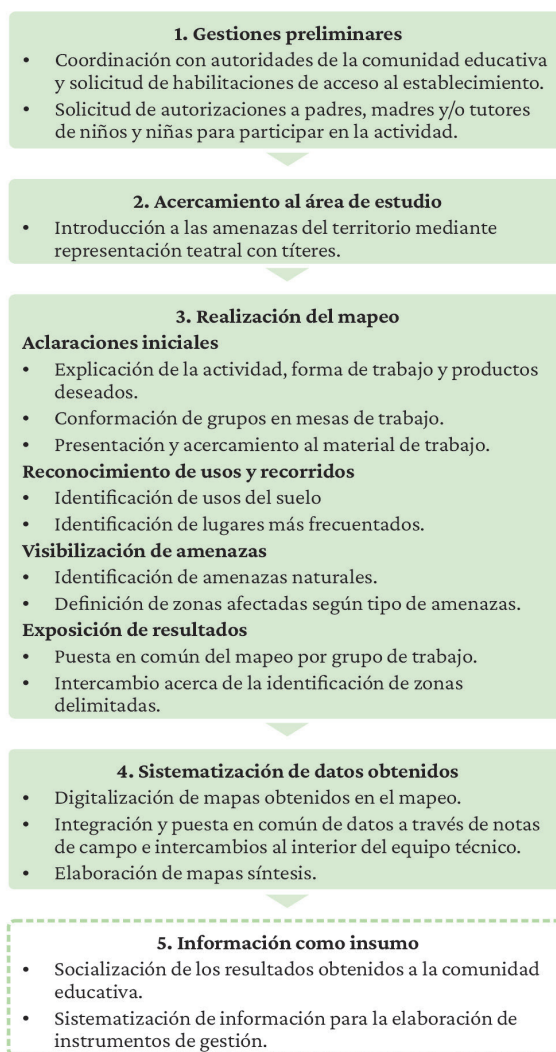 1. Gestiones preliminares
• Coordinación con autoridades de la comunidad educativa
y solicitud de habilitaciones de acceso al establecimiento.
• Solicitud de autorizaciones a padres, madres y/o tutores
de niños y niñas para participar en la actividad.
2. Acercamiento al área de estudio
• Introducción a las amenazas del territorio mediante
representación teatral con títeres.
3. Realización del mapeo
Aclaraciones iniciales
• Explicación de la actividad, forma de trabajo y productos
deseados.
• Conformación de grupos en mesas de trabajo.
• Presentación y acercamiento al material de trabajo.
Reconocimiento de usos y recorridos
• Identificación de usos del suelo
• Identificación de lugares más frecuentados.
Visibilización de amenazas
• Identificación de amenazas naturales.
• Definición de zonas afectadas según tipo de amenazas.
Exposición de resultados
• Puesta en común del mapeo por grupo de trabajo.
• Intercambio acerca de la identificación de zonas
delimitadas.
4. Sistematización de datos obtenidos
• Digitalización de mapas obtenidos en el mapeo.
• Integración y puesta en común de datos a través de notas
de campo e intercambios al interior del equipo técnico.
• Elaboración de mapas síntesis.
5. Información como insumo
• Socialización de los resultados obtenidos a la comunidad
educativa.
• Sistematización de información para la elaboración de
instrumentos de gestión.